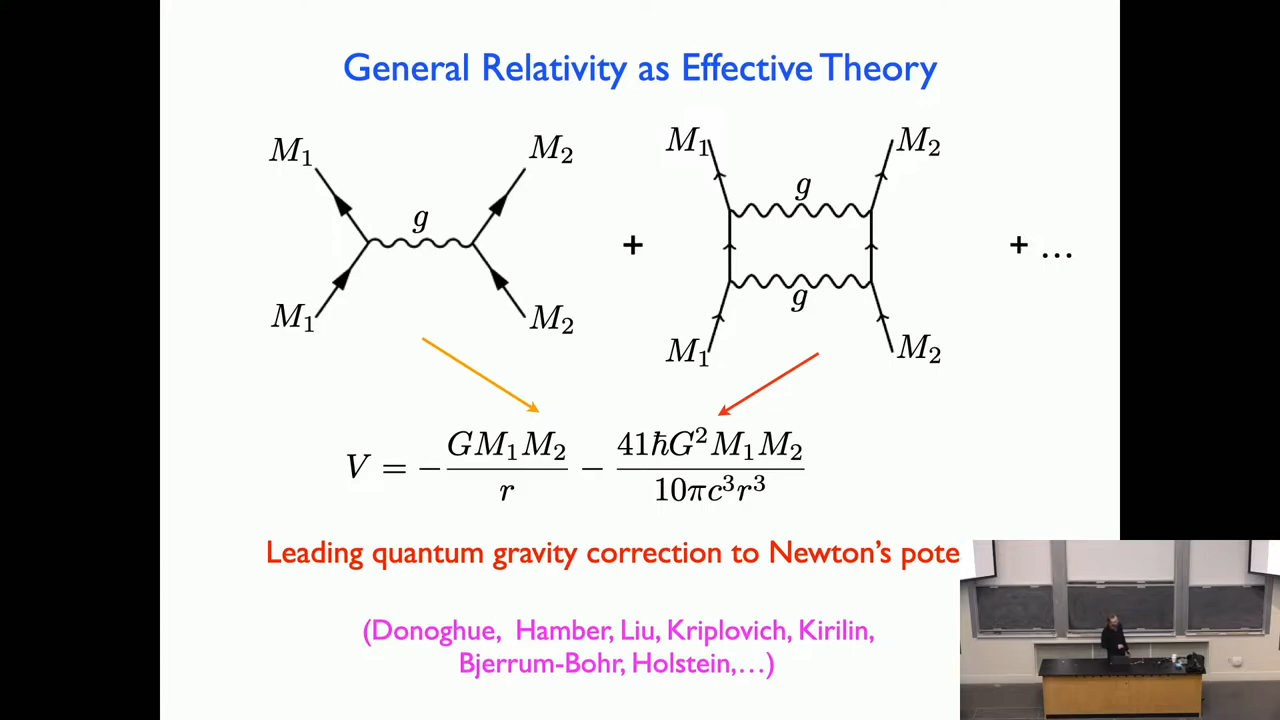 General Relativity as Effective Theory
M₁ M₂ M₁ M₂
g g
+ + ...
g
M₁ M₂ M₁ M₂
V = −GM₁M₂/r − 41ħG²M₁M₂/10πc³r³
Leading quantum gravity correction to Newton's pote
(Donoghue, Hamber, Liu, Kriplovich, Kirilin,
Bjerrum-Bohr, Holstein,...)